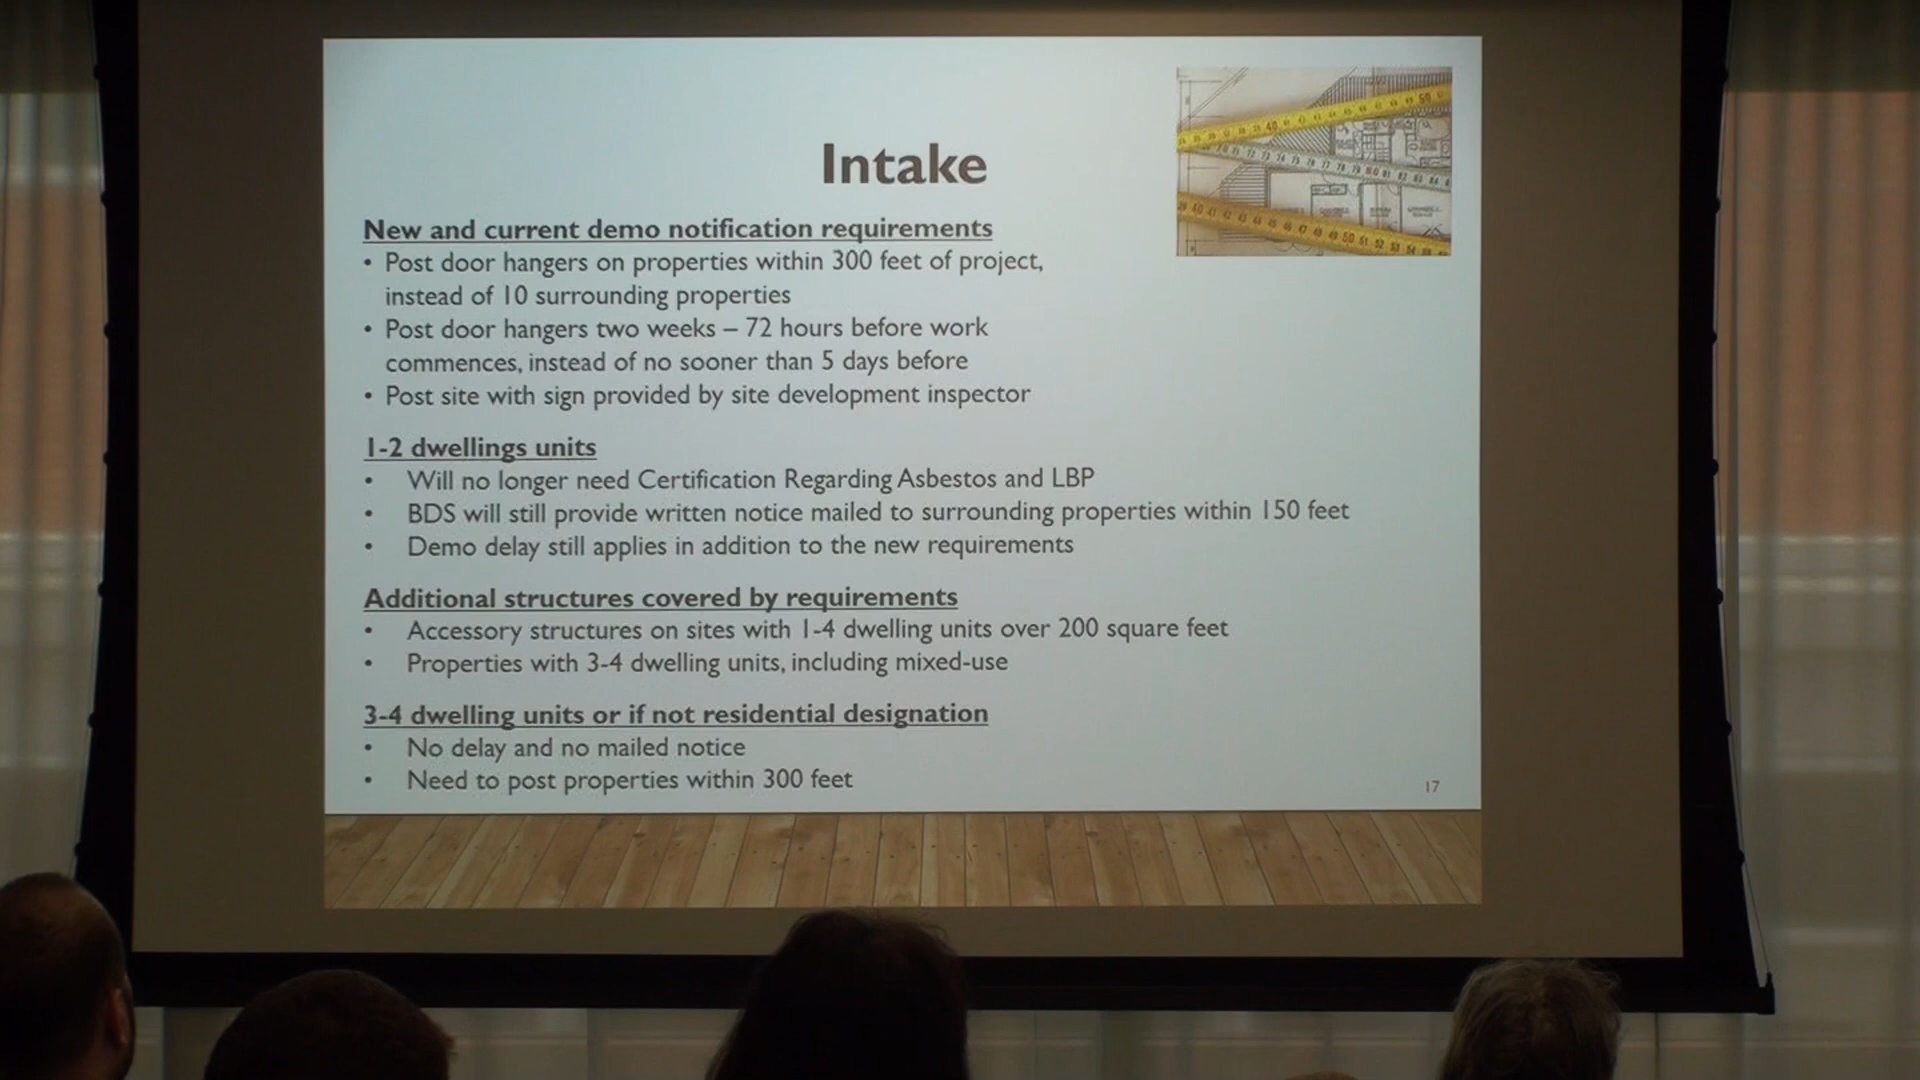 Intake
New and current demo notification requirements
• Post door hangers on properties within 300 feet of project,
instead of 10 surrounding properties
• Post door hangers two weeks – 72 hours before work
commences, instead of no sooner than 5 days before
• Post site with sign provided by site development inspector
1-2 dwellings units
• Will no longer need Certification Regarding Asbestos and LBP
• BDS will still provide written notice mailed to surrounding properties within 150 feet
• Demo delay still applies in addition to the new requirements
Additional structures covered by requirements
• Accessory structures on sites with 1-4 dwelling units over 200 square feet
• Properties with 3-4 dwelling units, including mixed-use
3-4 dwelling units or if not residential designation
• No delay and no mailed notice
• Need to post properties within 300 feet
17